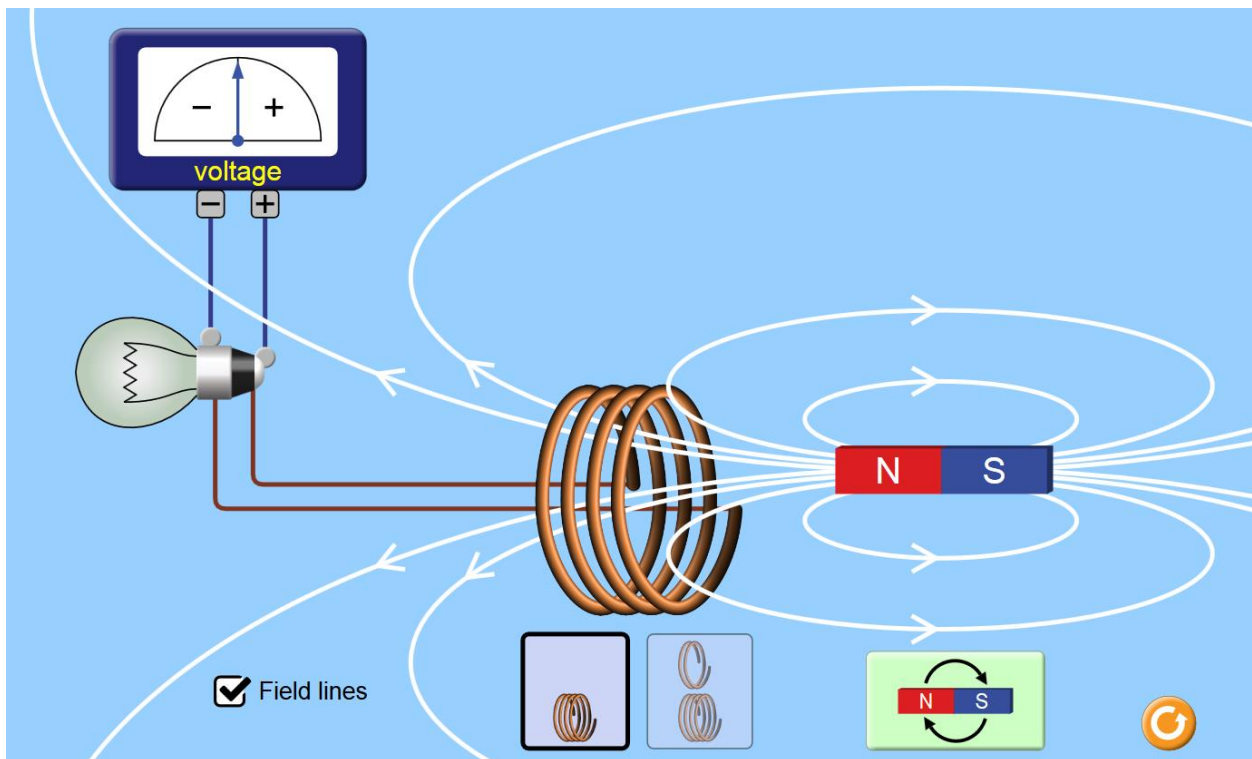 − +
voltage
− +
N S
Field lines
N S